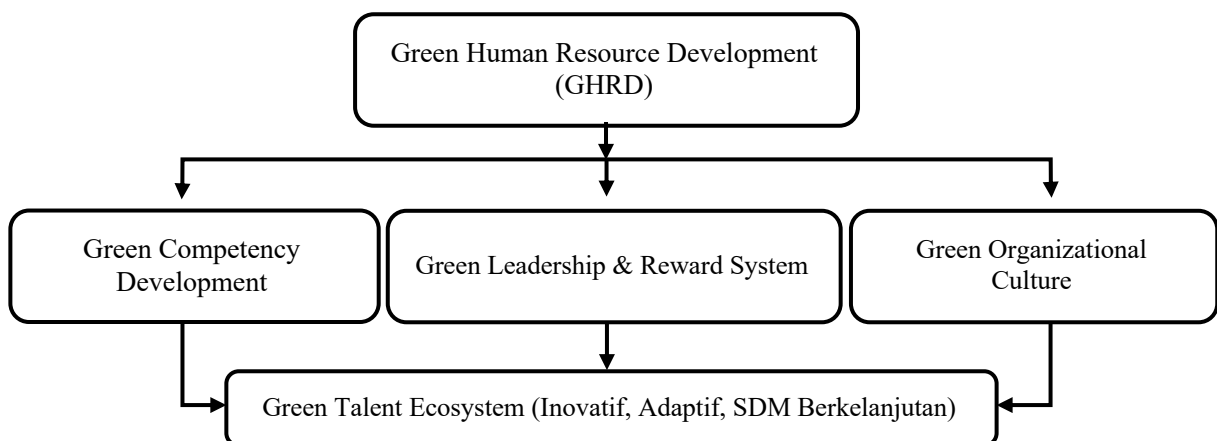 Green Human Resource Development
(GHRD)
Green Competency
Development
Green Leadership & Reward System
Green Organizational
Culture
Green Talent Ecosystem (Inovatif, Adaptif, SDM Berkelanjutan)